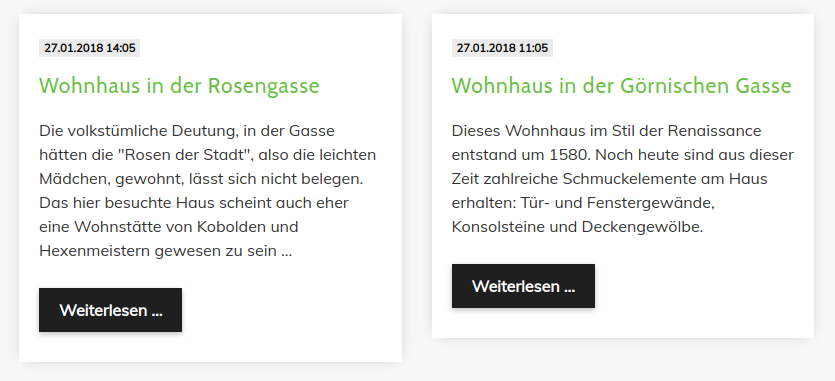 27.01.2018 14:05
Wohnhaus in der Rosengasse
Die volkstümliche Deutung, in der Gasse
hätten die "Rosen der Stadt", also die leichten
Mädchen, gewohnt, lässt sich nicht belegen.
Das hier besuchte Haus scheint auch eher
eine Wohnstätte von Kobolden und
Hexenmeistern gewesen zu sein ...
Weiterlesen ...
27.01.2018 11:05
Wohnhaus in der Görnischen Gasse
Dieses Wohnhaus im Stil der Renaissance
entstand um 1580. Noch heute sind aus dieser
Zeit zahlreiche Schmuckelemente am Haus
erhalten: Tür- und Fenstergewände,
Konsolsteine und Deckengewölbe.
Weiterlesen ...